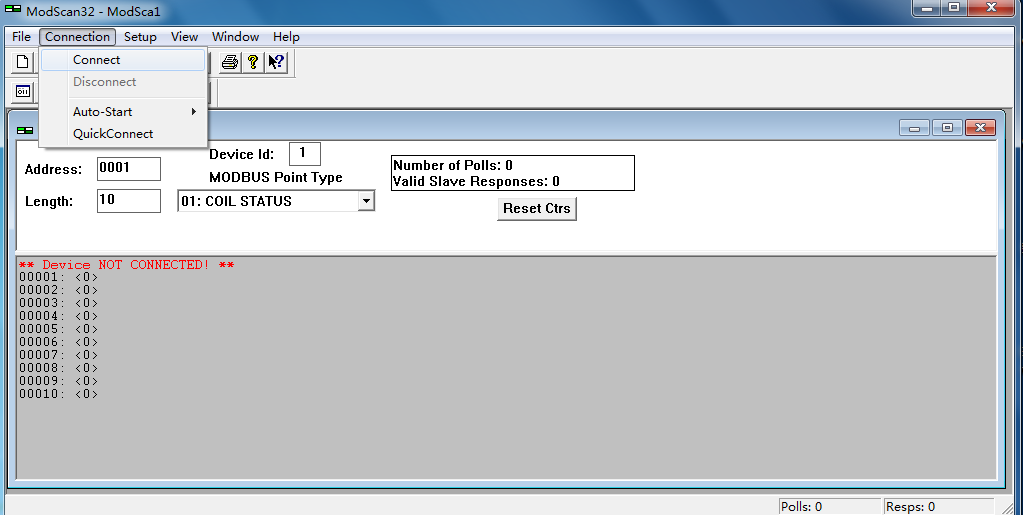 ModScan32 - ModSca1
File Connection Setup View Window Help
Connect
Disconnect
Auto-Start
QuickConnect
Address: 0001
Device Id: 1
MODBUS Point Type
Length: 10
01: COIL STATUS
Number of Polls: 0
Valid Slave Responses: 0
Reset Ctrs
** Device NOT CONNECTED! **
00001: <0>
00002: <0>
00003: <0>
00004: <0>
00005: <0>
00006: <0>
00007: <0>
00008: <0>
00009: <0>
00010: <0>
Polls: 0 Resps: 0